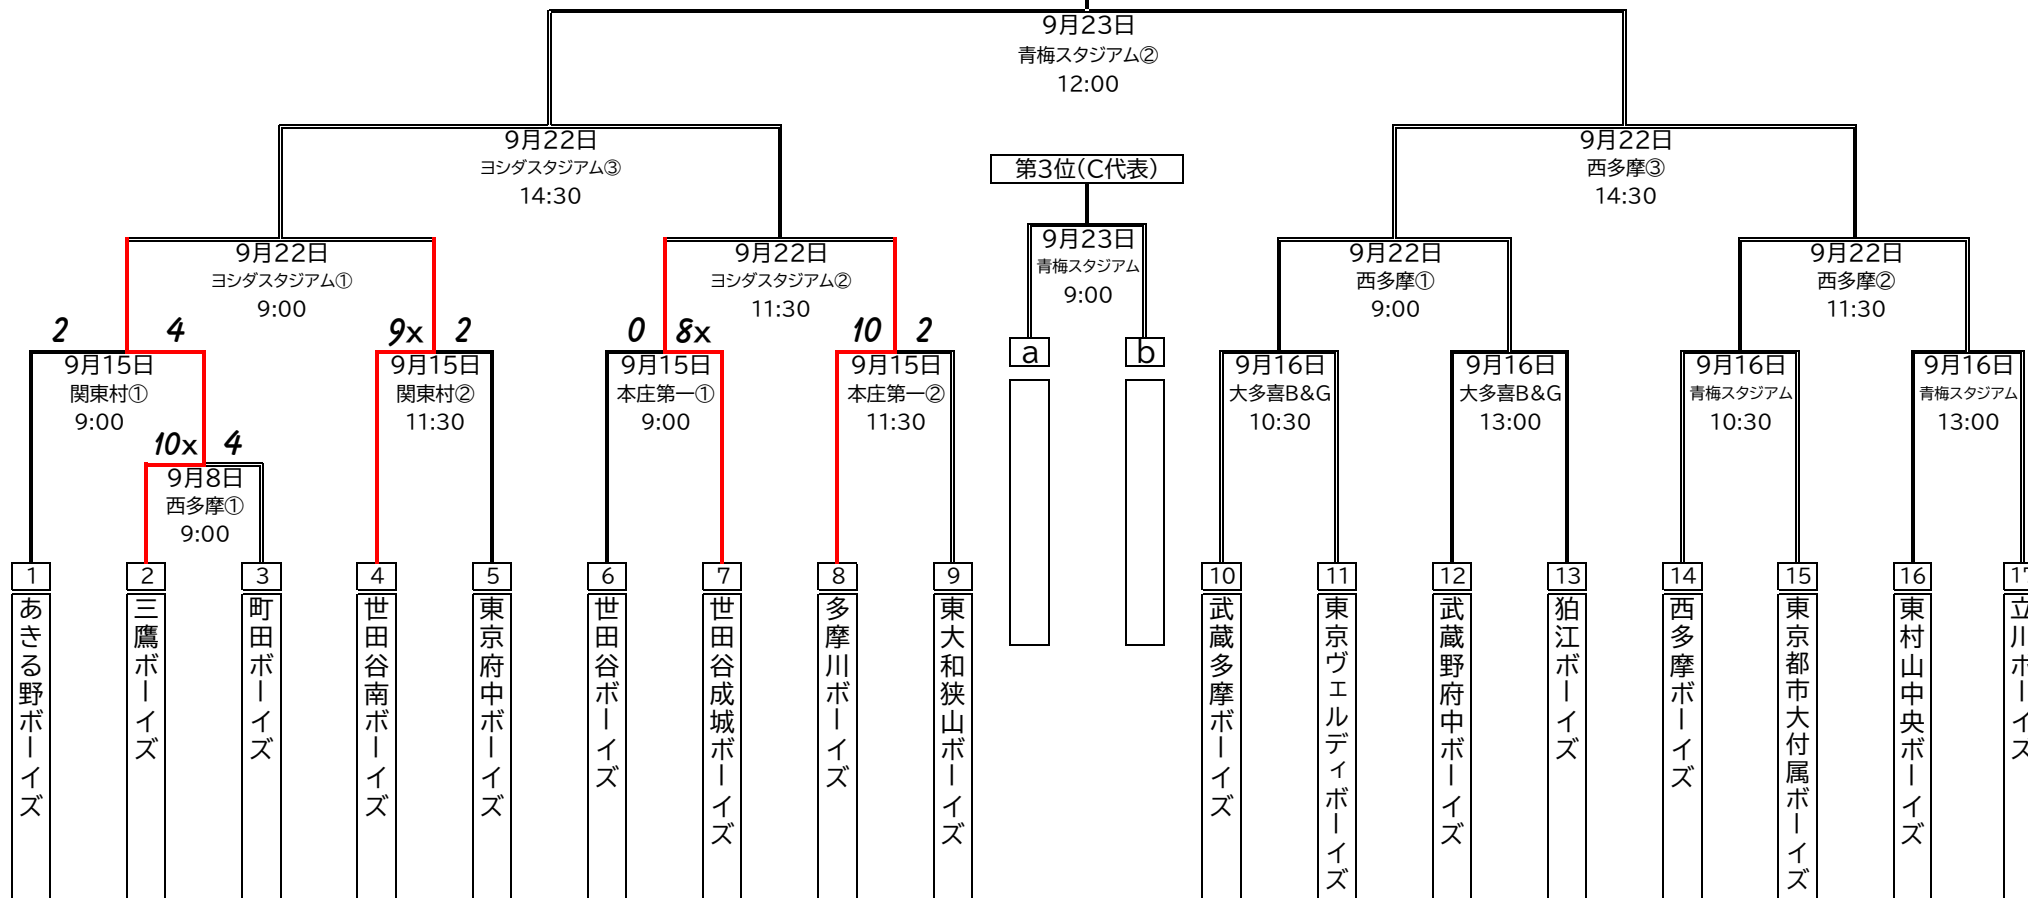 9月23日
青梅スタジアム②
12:00
9月22日
ヨシダスタジアム③
14:30
第3位(C代表)
9月22日
西多摩③
14:30
9月22日
ヨシダスタジアム①
9:00
9月22日
ヨシダスタジアム②
11:30
9月23日
青梅スタジアム
9:00
9月22日
西多摩①
9:00
9月22日
西多摩②
11:30
2 4
9x 2
0 8x
10 2
9月15日
関東村①
9:00
9月15日
関東村②
11:30
9月15日
本庄第一①
9:00
9月15日
本庄第一②
11:30
a
b
9月16日
大多喜B&G
10:30
9月16日
大多喜B&G
13:00
9月16日
青梅スタジアム
10:30
9月16日
青梅スタジアム
13:00
10x 4
9月8日
西多摩①
9:00
1
あきる野ボーイズ
2
三鷹ボーイズ
3
町田ボーイズ
4
世田谷南ボーイズ
5
東京府中ボーイズ
6
世田谷ボーイズ
7
世田谷成城ボーイズ
8
多摩川ボーイズ
9
東大和狭山ボーイズ
10
武蔵多摩ボーイズ
11
東京ヴェルディボーイズ
12
武蔵野府中ボーイズ
13
狛江ボーイズ
14
西多摩ボーイズ
15
東京都市大付属ボーイズ
16
東村山中央ボーイズ
17
立川ボーイズ